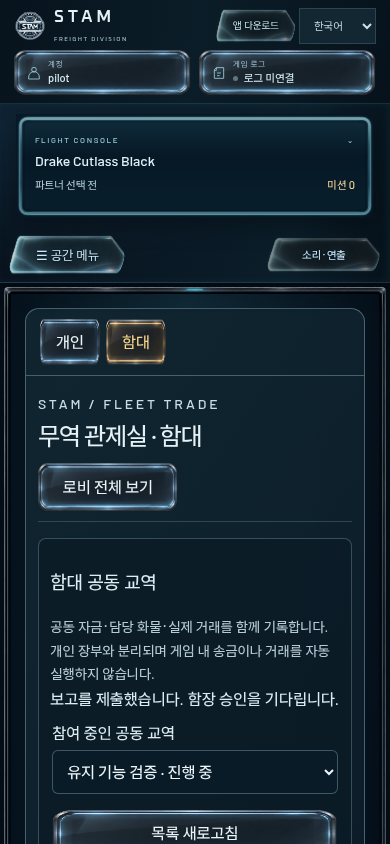 STAM
STAM
FREIGHT DIVISION
앱 다운로드
한국어
계정
pilot
게임 로그
로그 미연결
FLIGHT CONSOLE
Drake Cutlass Black
파트너 선택 전
미션 0
☰ 공간 메뉴
소리·연출
개인
함대
STAM / FLEET TRADE
무역 관제실·함대
로비 전체 보기
함대 공동 교역
공동 자금·담당 화물·실제 거래를 함께 기록합니다.
개인 장부와 분리되며 게임 내 송금이나 거래를 자동
실행하지 않습니다.
보고를 제출했습니다. 함장 승인을 기다립니다.
참여 중인 공동 교역
유지 기능 검증 · 진행 중
목록 새로고침